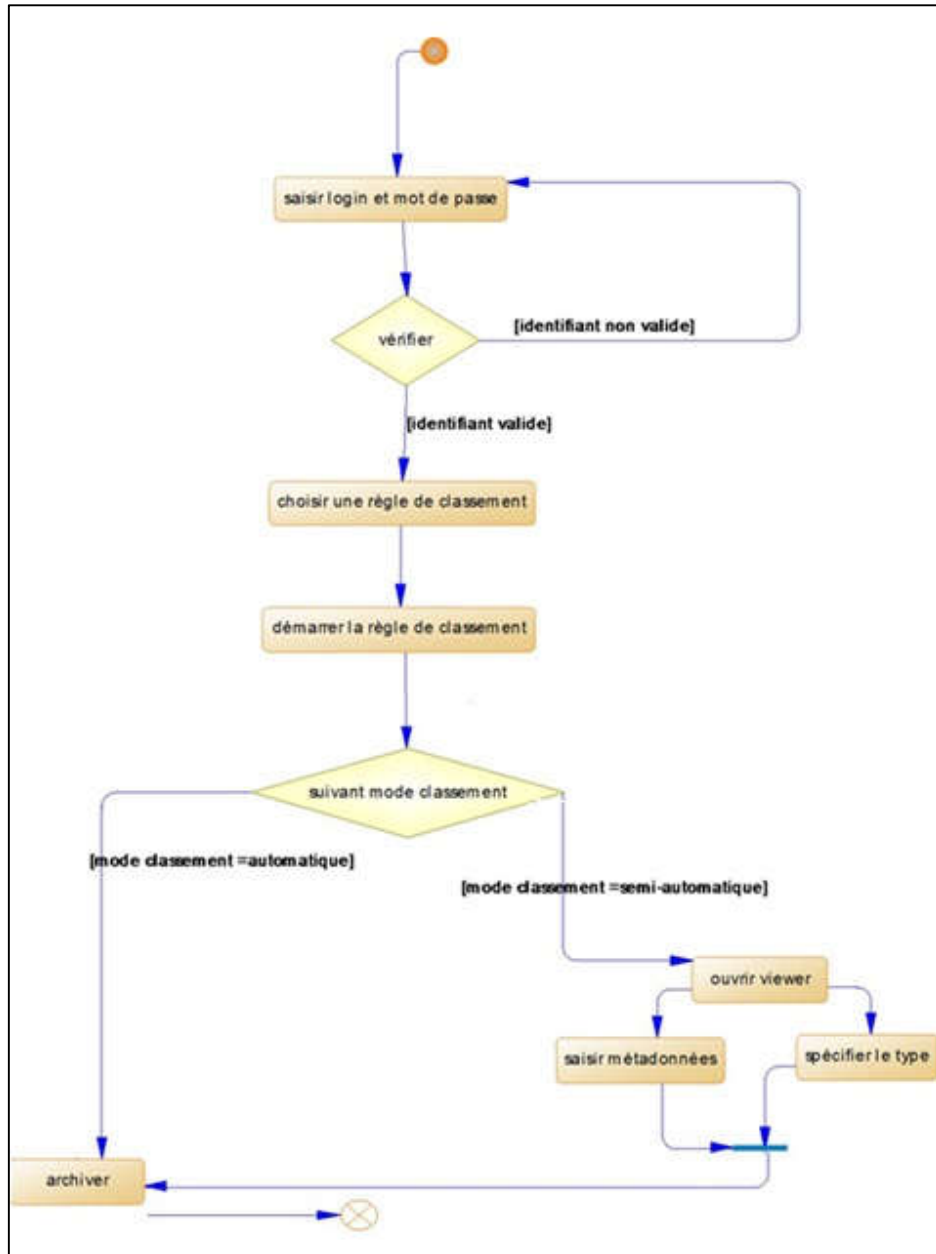 saisir login et mot de passe
[identifiant non valide]
vérifier
[identifiant valide]
choisir une règle de classement
démarrer la règle de classement
suivant mode classement
[mode classement =automatique]
[mode classement =semi-automatique]
ouvrir viewer
saisir métadonnées
spécifier le type
archiver